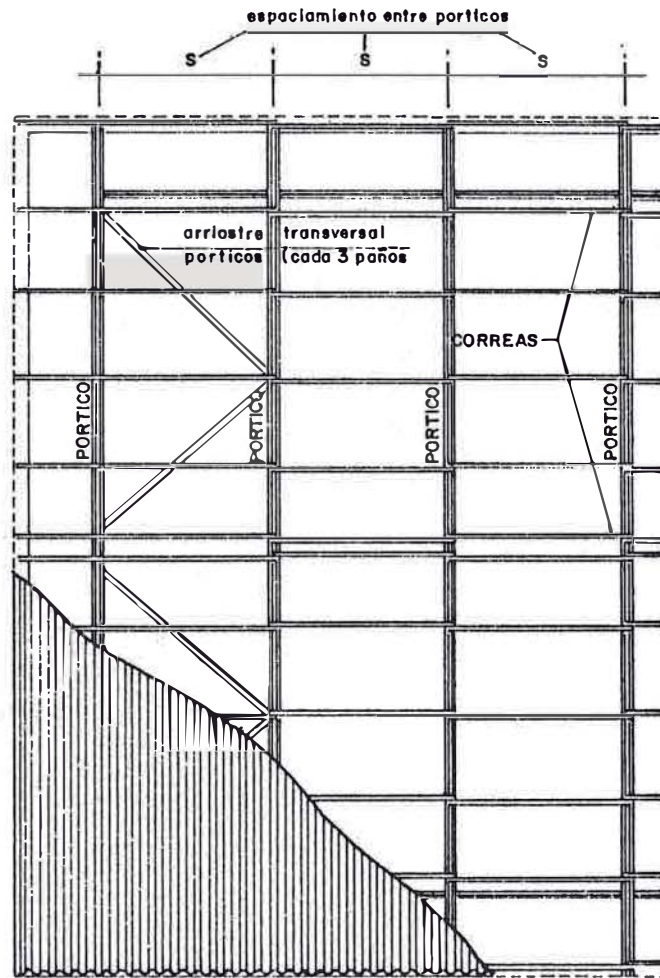 espaciamiento entre porticos
S S S
arriostre transversal
porticos (cada 3 paños
CORREAS
PORTICO
PORTICO
PORTICO
PORTICO